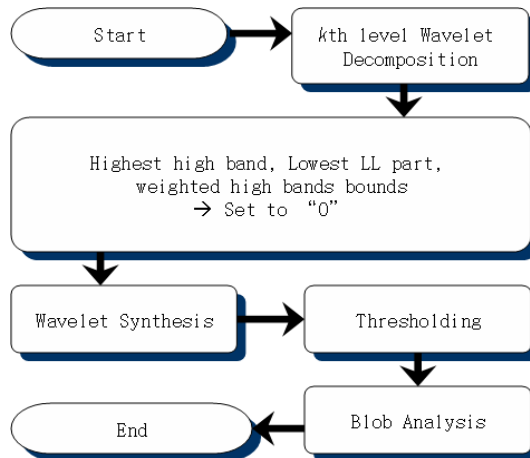 Start
kth level Wavelet
Decomposition
Highest high band, Lowest LL part,
weighted high bands bounds
→ Set to “0”
Wavelet Synthesis
Thresholding
Blob Analysis
End